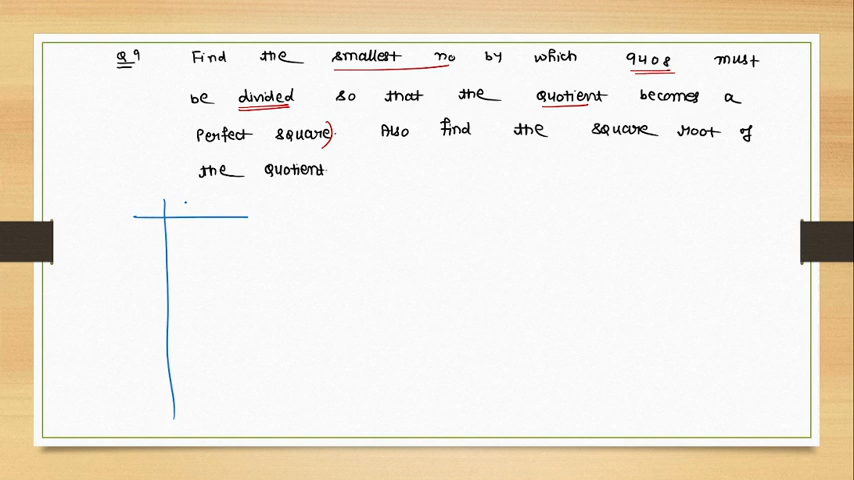 Q 9 Find the smallest no by which 9408 must
be divided so that the quotient becomes a
Perfect square). Also find the square root of
the quotient.